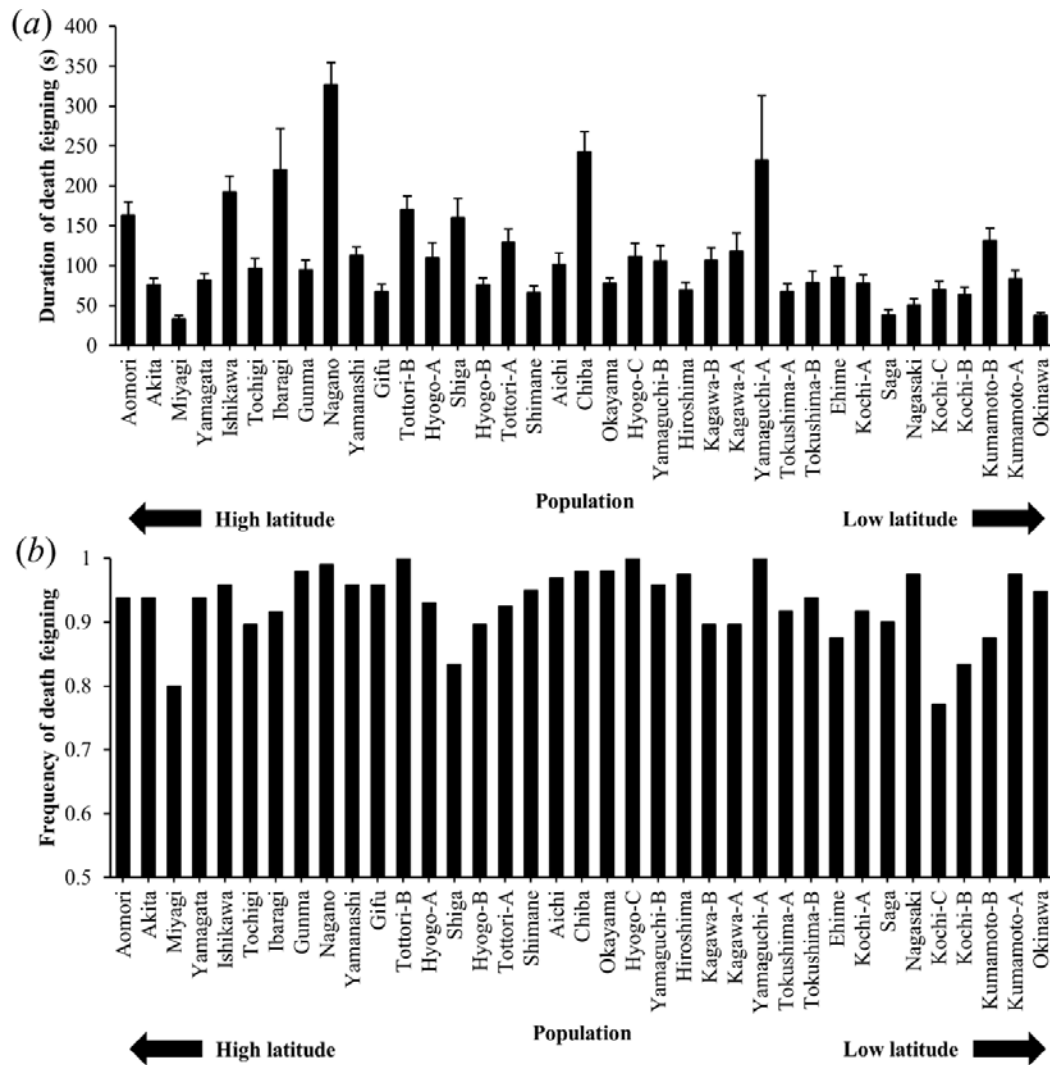 (a)
Duration of death feigning (s)
400
350
300
250
200
150
100
50
0
Aomori
Akita
Miyagi
Yamagata
Ishikawa
Tochigi
Ibaragi
Gunma
Nagano
Yamanashi
Gifu
Tottori-B
Hyogo-A
Shiga
Hyogo-B
Tottori-A
Shimane
Aichi
Chiba
Okayama
Hyogo-C
Yamaguchi-B
Hiroshima
Kagawa-B
Kagawa-A
Yamaguchi-A
Tokushima-A
Tokushima-B
Ehime
Kochi-A
Saga
Nagasaki
Kochi-C
Kochi-B
Kumamoto-B
Kumamoto-A
Okinawa
Population
High latitude
Low latitude
(b)
Frequency of death feigning
1
0.9
0.8
0.7
0.6
0.5
Aomori
Akita
Miyagi
Yamagata
Ishikawa
Tochigi
Ibaragi
Gunma
Nagano
Yamanashi
Gifu
Tottori-B
Hyogo-A
Shiga
Hyogo-B
Tottori-A
Shimane
Aichi
Chiba
Okayama
Hyogo-C
Yamaguchi-B
Hiroshima
Kagawa-B
Kagawa-A
Yamaguchi-A
Tokushima-A
Tokushima-B
Ehime
Kochi-A
Saga
Nagasaki
Kochi-C
Kochi-B
Kumamoto-B
Kumamoto-A
Okinawa
Population
High latitude
Low latitude